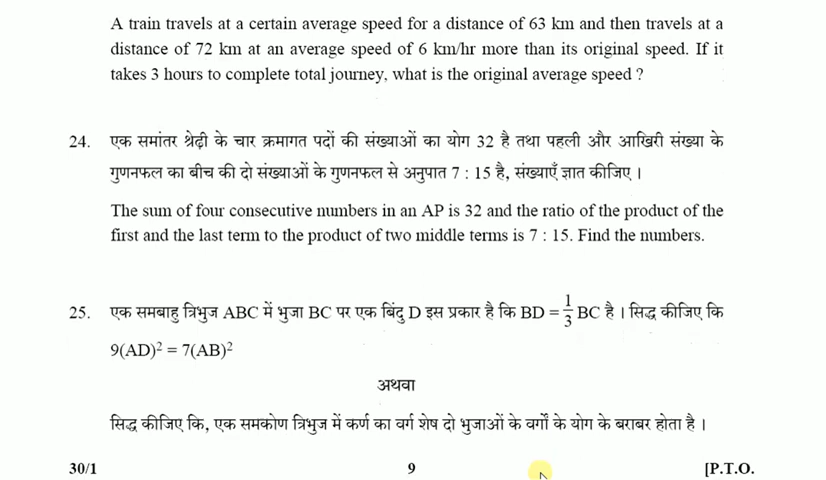 A train travels at a certain average speed for a distance of 63 km and then travels at a
distance of 72 km at an average speed of 6 km/hr more than its original speed. If it
takes 3 hours to complete total journey, what is the original average speed ?
24. एक समांतर श्रेढ़ी के चार क्रमागत पदों की संख्याओं का योग 32 है तथा पहली और आखिरी संख्या के
गुणनफल का बीच की दो संख्याओं के गुणनफल से अनुपात 7 : 15 है, संख्याएँ ज्ञात कीजिए ।
The sum of four consecutive numbers in an AP is 32 and the ratio of the product of the
first and the last term to the product of two middle terms is 7 : 15. Find the numbers.
25. एक समबाहु त्रिभुज ABC में भुजा BC पर एक बिंदु D इस प्रकार है कि BD = 1/3 BC है । सिद्ध कीजिए कि
9(AD)² = 7(AB)²
अथवा
सिद्ध कीजिए कि, एक समकोण त्रिभुज में कर्ण का वर्ग शेष दो भुजाओं के वर्गों के योग के बराबर होता है ।
30/1 9 [P.T.O.